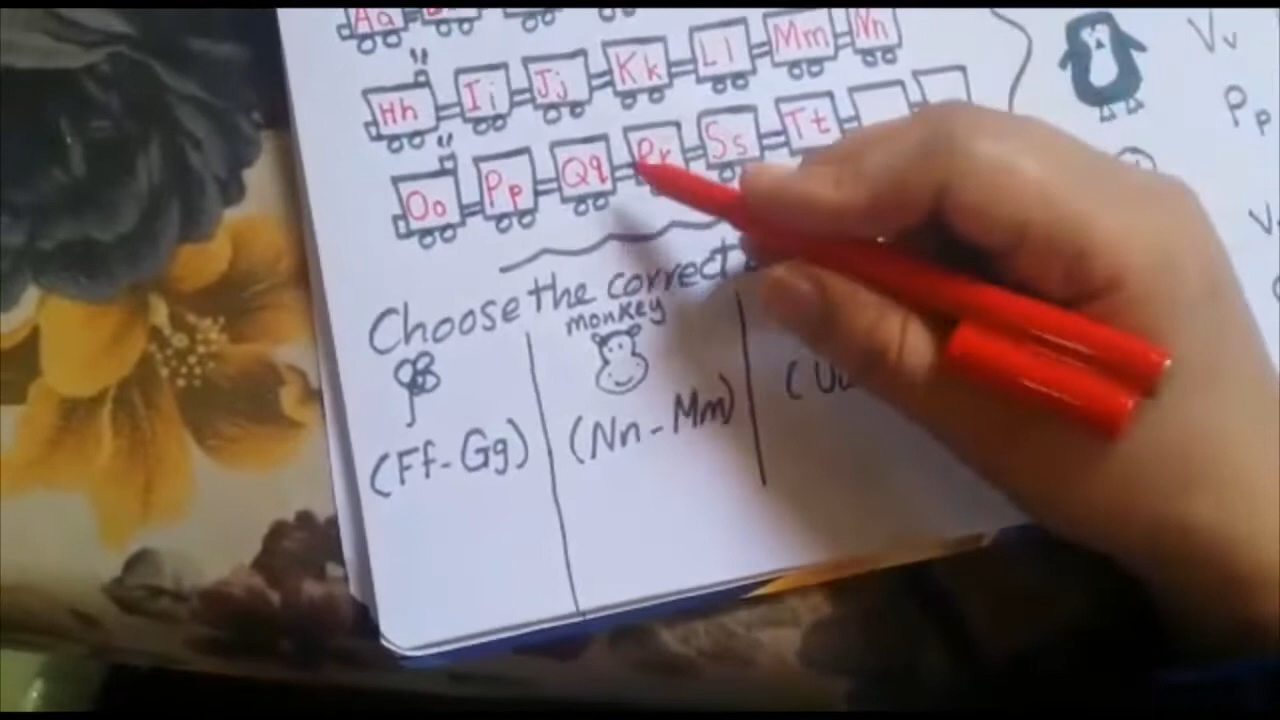 Aa
Hh Ii Jj Kk Ll Mm Nn
Oo Pp Qq Rr Ss Tt
Choose the correct
monkey
(Ff-Gg) (Nn-Mm)
Vv
Pp